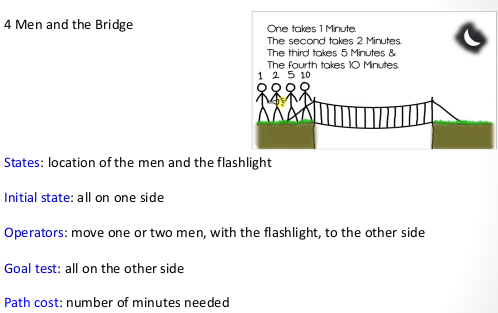 4 Men and the Bridge
One takes 1 Minute.
The second takes 2 Minutes.
The third takes 5 Minutes &
The fourth takes 10 Minutes.
1 2 5 10
States: location of the men and the flashlight
Initial state: all on one side
Operators: move one or two men, with the flashlight, to the other side
Goal test: all on the other side
Path cost: number of minutes needed